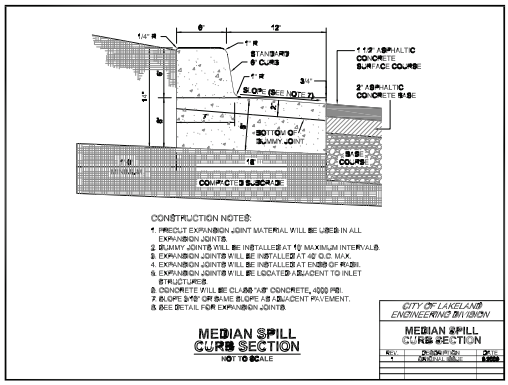 6" 12"
1/4" R
1" R
STANDARD
6" CURB
1" R
3/4"
SLOPE (SEE NOTE 7)
1 1/2" ASPHALTIC
CONCRETE
SURFACE COURSE
2" ASPHALTIC
CONCRETE BASE
14"
6"
8"
7"
2"
BOTTOM OF
DUMMY JOINT
BASE
COURSE
MINIMUM
18"
COMPACTED SUBGRADE
CONSTRUCTION NOTES:
1. PRECUT EXPANSION JOINT MATERIAL WILL BE USED IN ALL
EXPANSION JOINTS.
2. DUMMY JOINTS WILL BE INSTALLED AT 10' MAXIMUM INTERVALS.
3. EXPANSION JOINTS WILL BE INSTALLED AT 40' O.C. MAX.
4. EXPANSION JOINTS WILL BE INSTALLED AT ENDS OF RADII.
5. EXPANSION JOINTS WILL BE LOCATED ADJACENT TO INLET
STRUCTURES.
6. CONCRETE WILL BE CLASS "AS" CONCRETE, 4000 PSI.
7. SLOPE 3/16" OR SAME SLOPE AS ADJACENT PAVEMENT.
8. SEE DETAIL FOR EXPANSION JOINTS.
MEDIAN SPILL
CURB SECTION
NOT TO SCALE
CITY OF LAKELAND
ENGINEERING DIVISION
MEDIAN SPILL
CURB SECTION
REV. DESCRIPTION DATE
1 ORIGINAL ISSUE